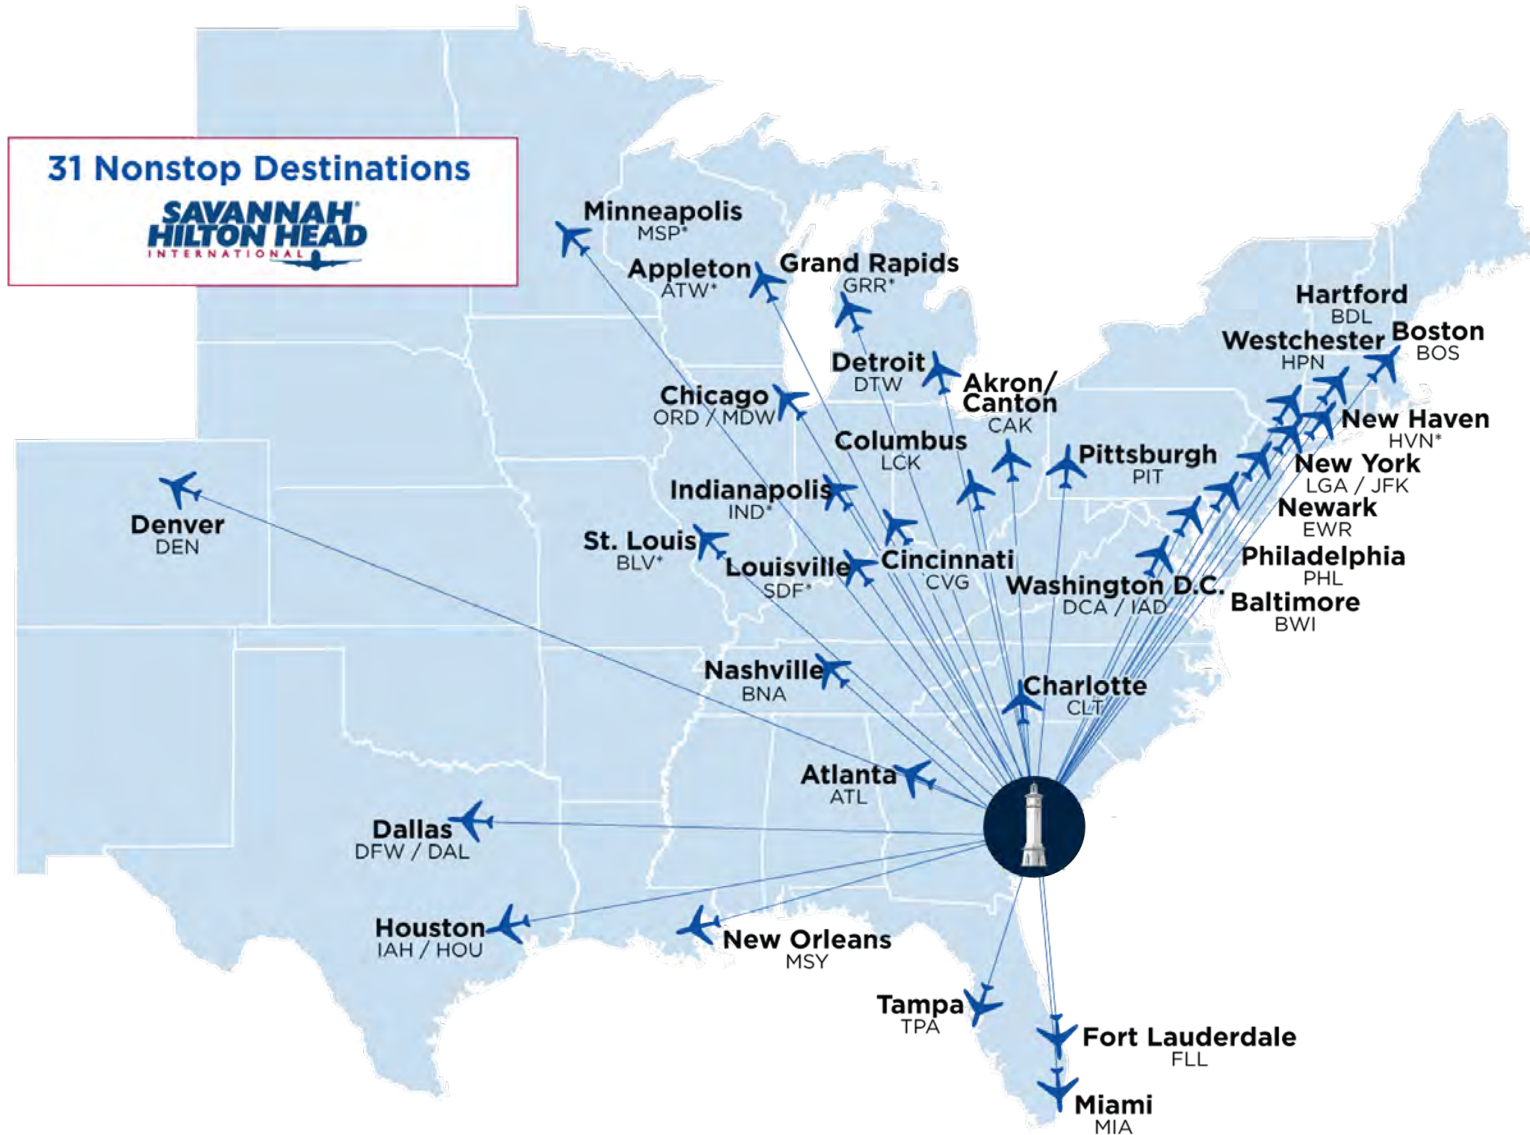 31 Nonstop Destinations
SAVANNAH®
HILTON HEAD
INTERNATIONAL
Minneapolis
MSP*
Appleton
ATW*
Grand Rapids
GRR*
Detroit
DTW
Akron/
Canton
CAK
Chicago
ORD / MDW
Columbus
LCK
Pittsburgh
PIT
Hartford
BDL
Westchester
HPN
Boston
BOS
New Haven
HVN*
New York
LGA / JFK
Newark
EWR
Philadelphia
PHL
Baltimore
BWI
Washington D.C.
DCA / IAD
Indianapolis
IND*
St. Louis
BLV*
Louisville
SDF*
Cincinnati
CVG
Denver
DEN
Nashville
BNA
Charlotte
CLT
Atlanta
ATL
Dallas
DFW / DAL
Houston
IAH / HOU
New Orleans
MSY
Tampa
TPA
Fort Lauderdale
FLL
Miami
MIA